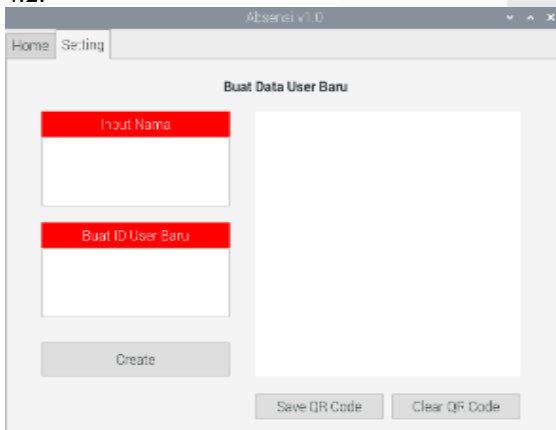 Absensi v1.0
Home Setting
Buat Data User Baru
Input Nama
Buat ID User Baru
Create
Save QR Code Clear QR Code